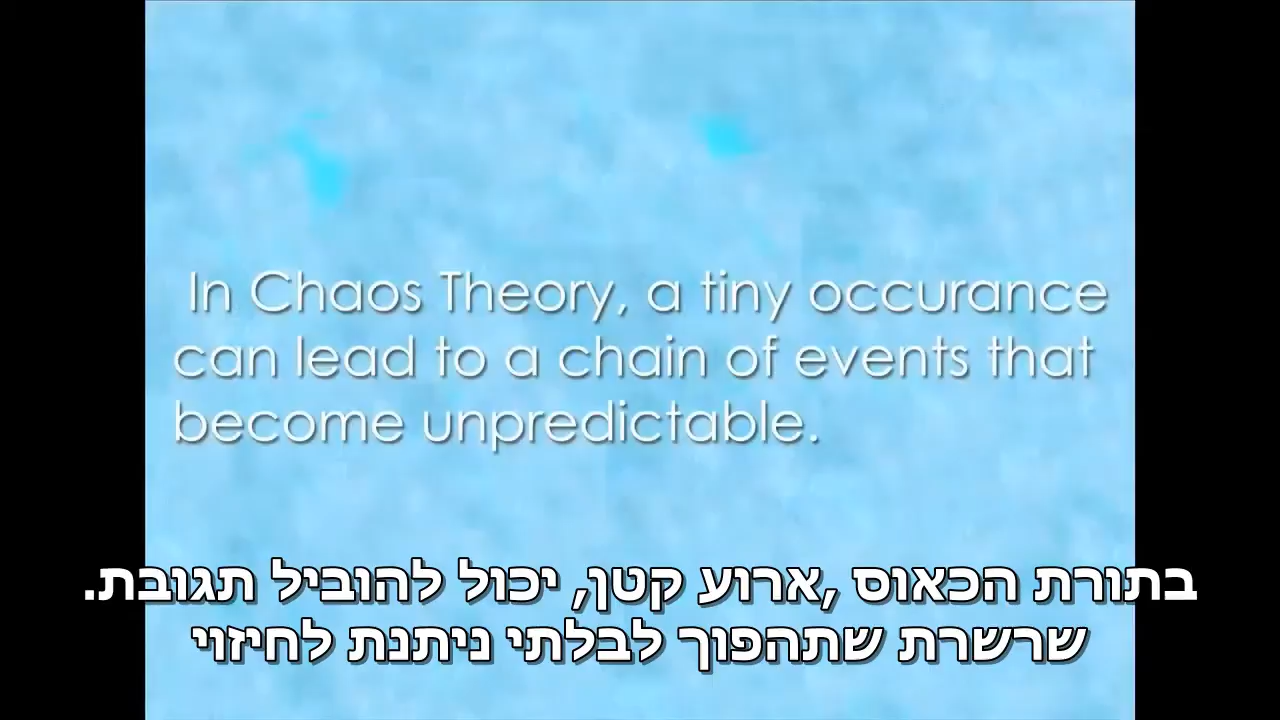 In Chaos Theory, a tiny occurance
can lead to a chain of events that
become unpredictable.
בתורת הכאוס ,ארוע קטן, יכול להוביל תגובת.
שרשרת שתהפוך לבלתי ניתנת לחיזוי